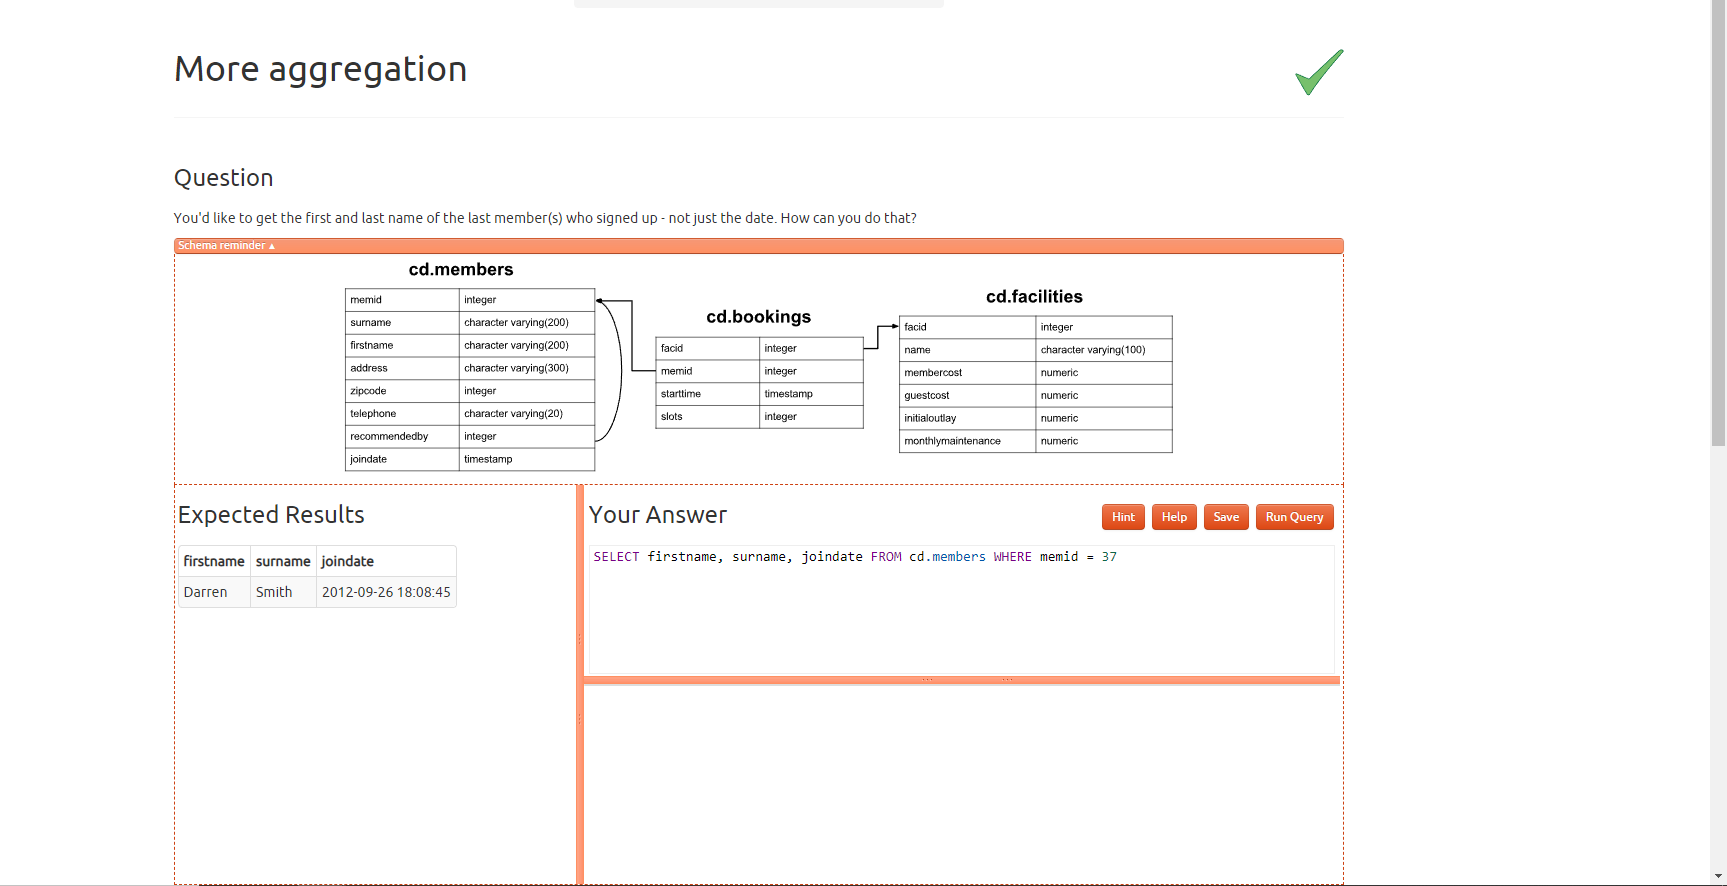 More aggregation
Question
You'd like to get the first and last name of the last member(s) who signed up - not just the date. How can you do that?
Schema reminder ▲
cd.members
memid integer
surname character varying(200)
firstname character varying(200)
address character varying(300)
zipcode integer
telephone character varying(20)
recommendedby integer
joindate timestamp
cd.bookings
facid integer
memid integer
starttime timestamp
slots integer
cd.facilities
facid integer
name character varying(100)
membercost numeric
guestcost numeric
initialoutlay numeric
monthlymaintenance numeric
Expected Results
firstname surname joindate
Darren Smith 2012-09-26 18:08:45
Your Answer
Hint Help Save Run Query
SELECT firstname, surname, joindate FROM cd.members WHERE memid = 37